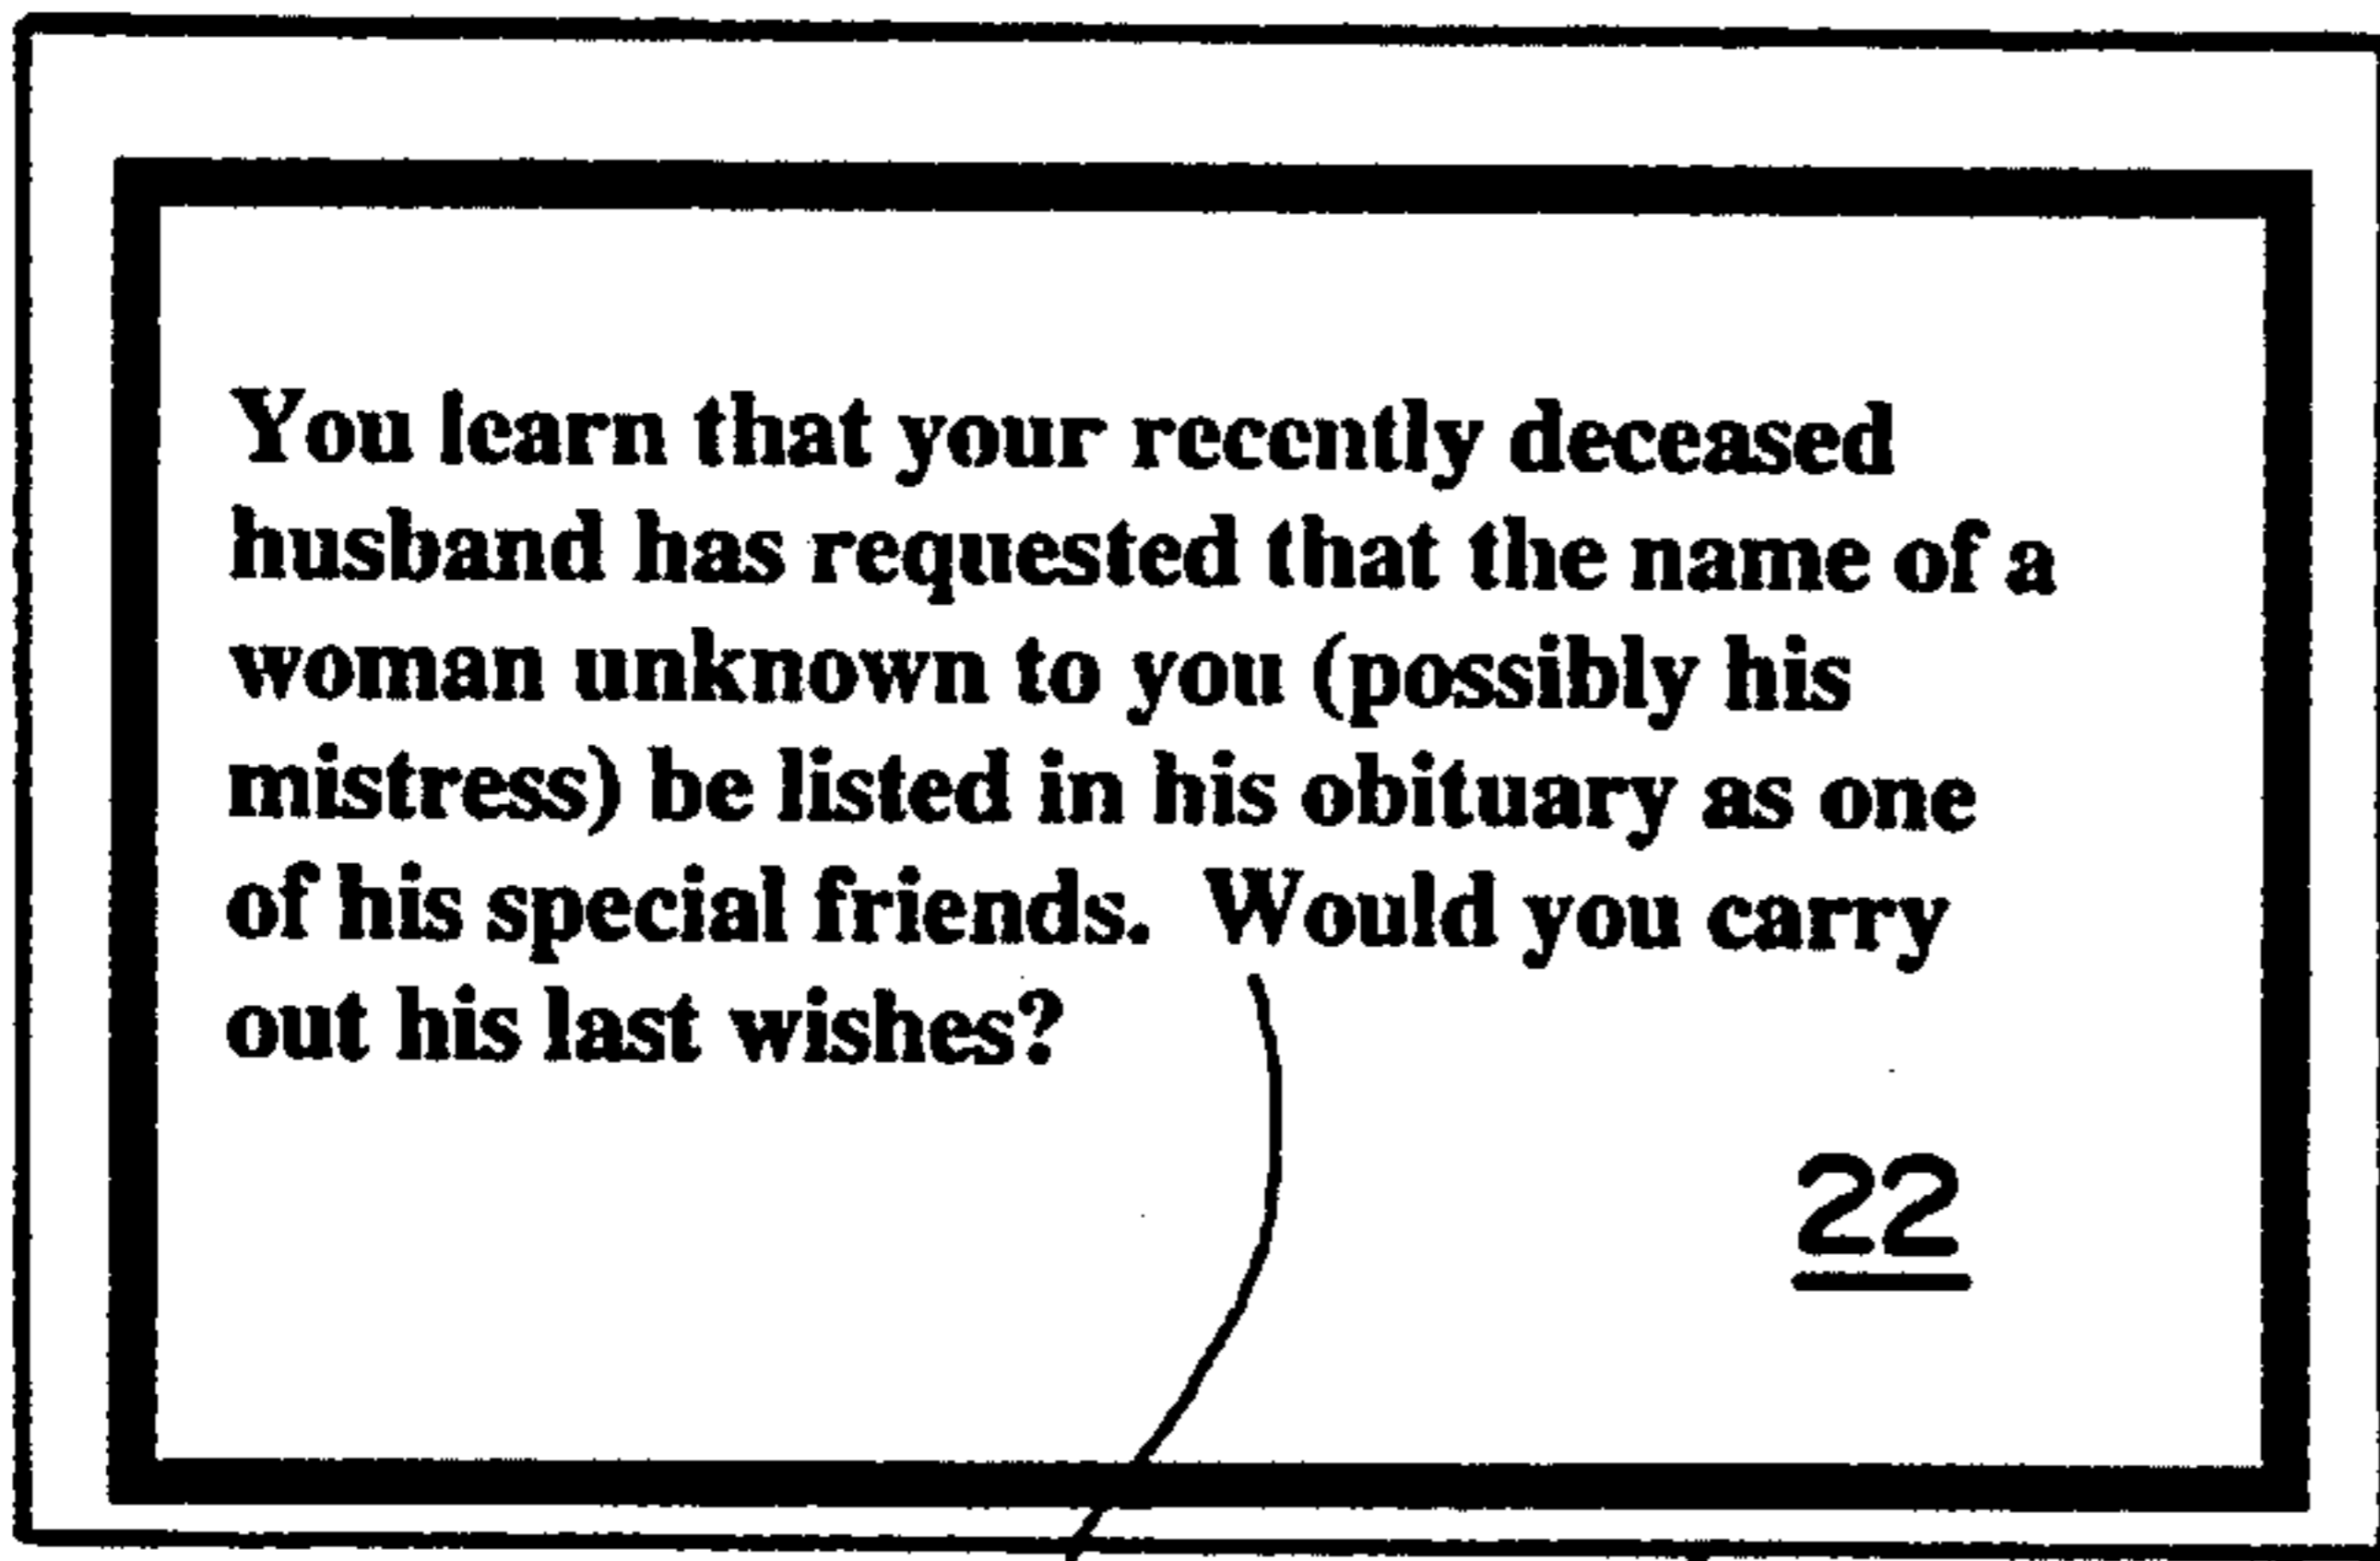 You learn that your recently deceased
husband has requested that the name of a
woman unknown to you (possibly his
mistress) be listed in his obituary as one
of his special friends.  Would you carry
out his last wishes?
22